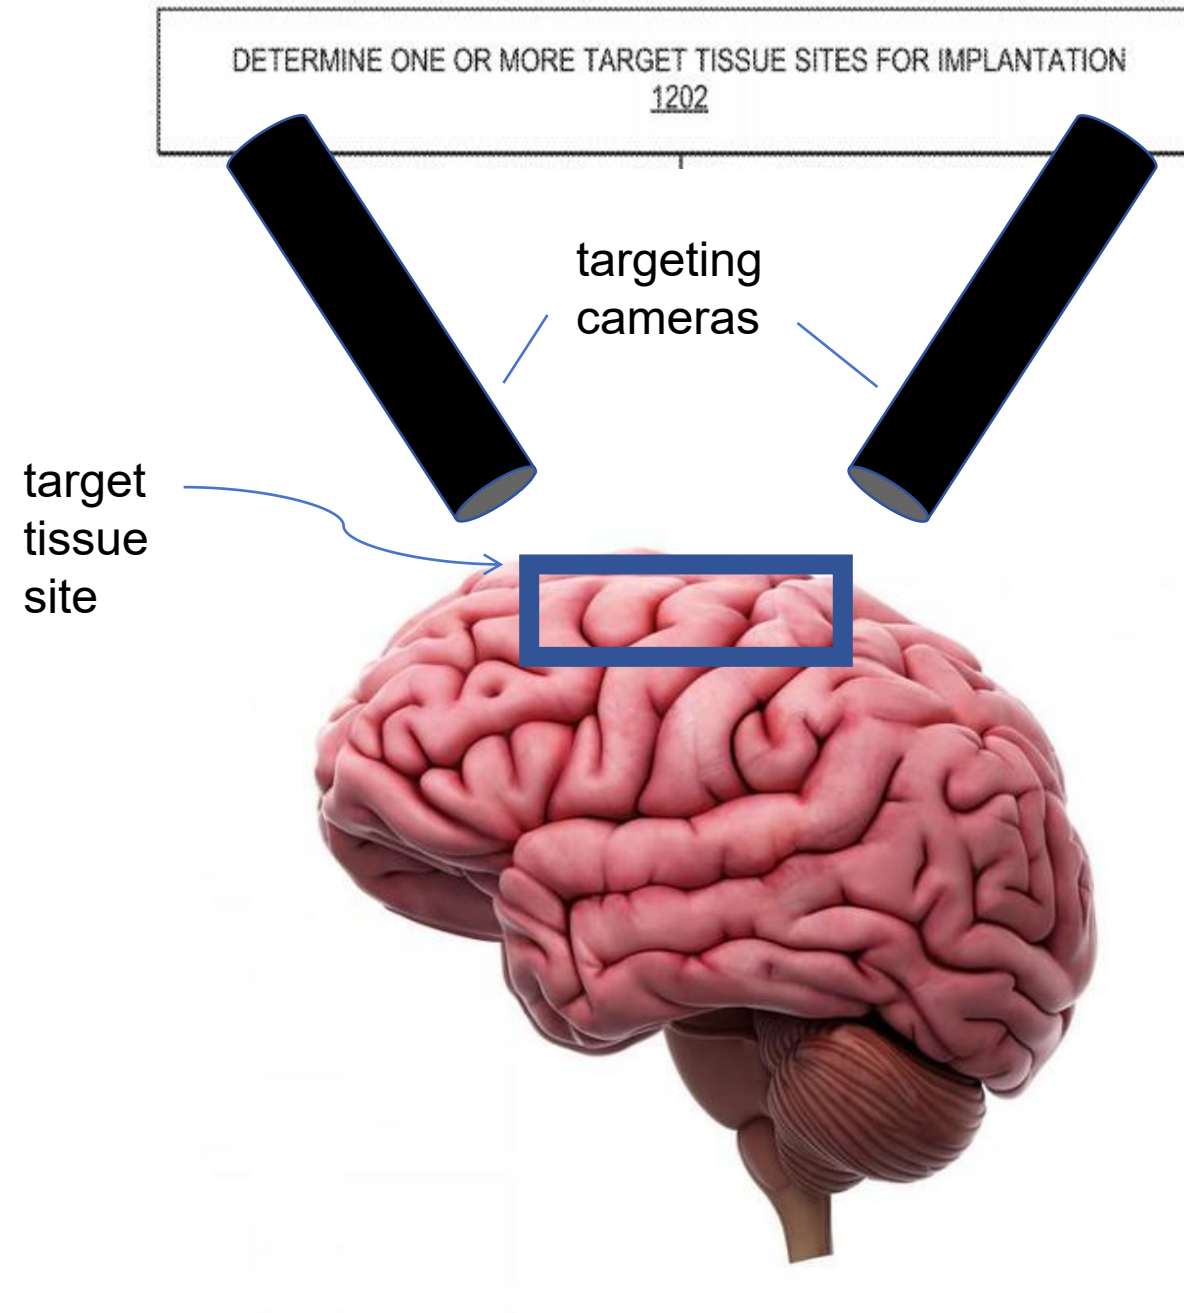 DETERMINE ONE OR MORE TARGET TISSUE SITES FOR IMPLANTATION
1202
targeting
cameras
target
tissue
site